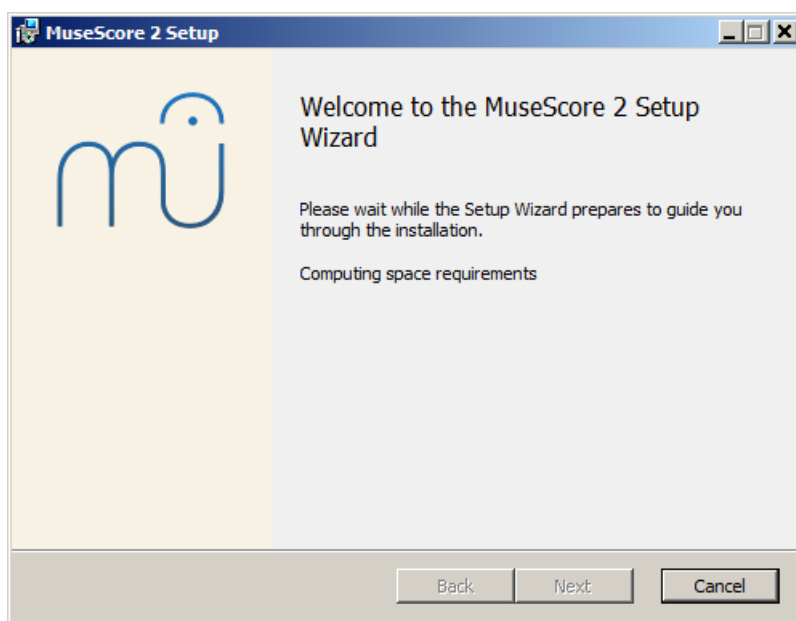 MuseScore 2 Setup
Welcome to the MuseScore 2 Setup
Wizard
Please wait while the Setup Wizard prepares to guide you
through the installation.
Computing space requirements
Back Next Cancel